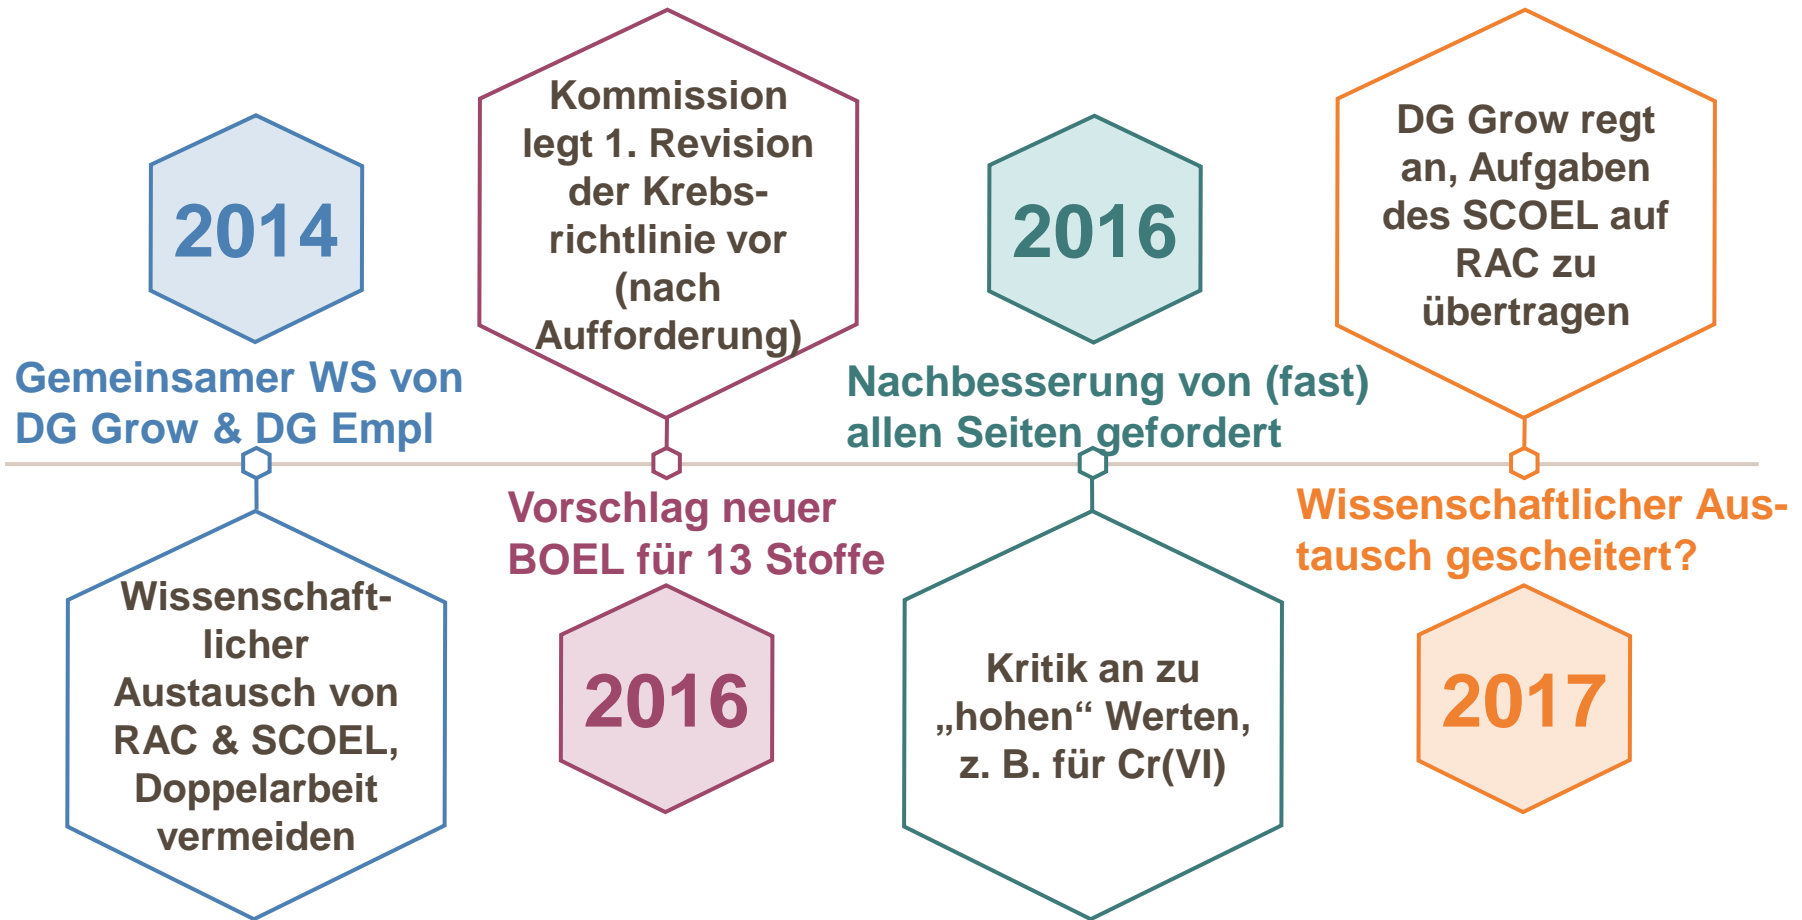 2014
Gemeinsamer WS von
DG Grow & DG Empl
Wissenschaft-
licher
Austausch von
RAC & SCOEL,
Doppelarbeit
vermeiden
Kommission
legt 1. Revision
der Krebs-
richtlinie vor
(nach
Aufforderung)
Vorschlag neuer
BOEL für 13 Stoffe
2016
2016
Nachbesserung von (fast)
allen Seiten gefordert
Kritik an zu
„hohen“ Werten,
z. B. für Cr(VI)
DG Grow regt
an, Aufgaben
des SCOEL auf
RAC zu
übertragen
Wissenschaftlicher Aus-
tausch gescheitert?
2017